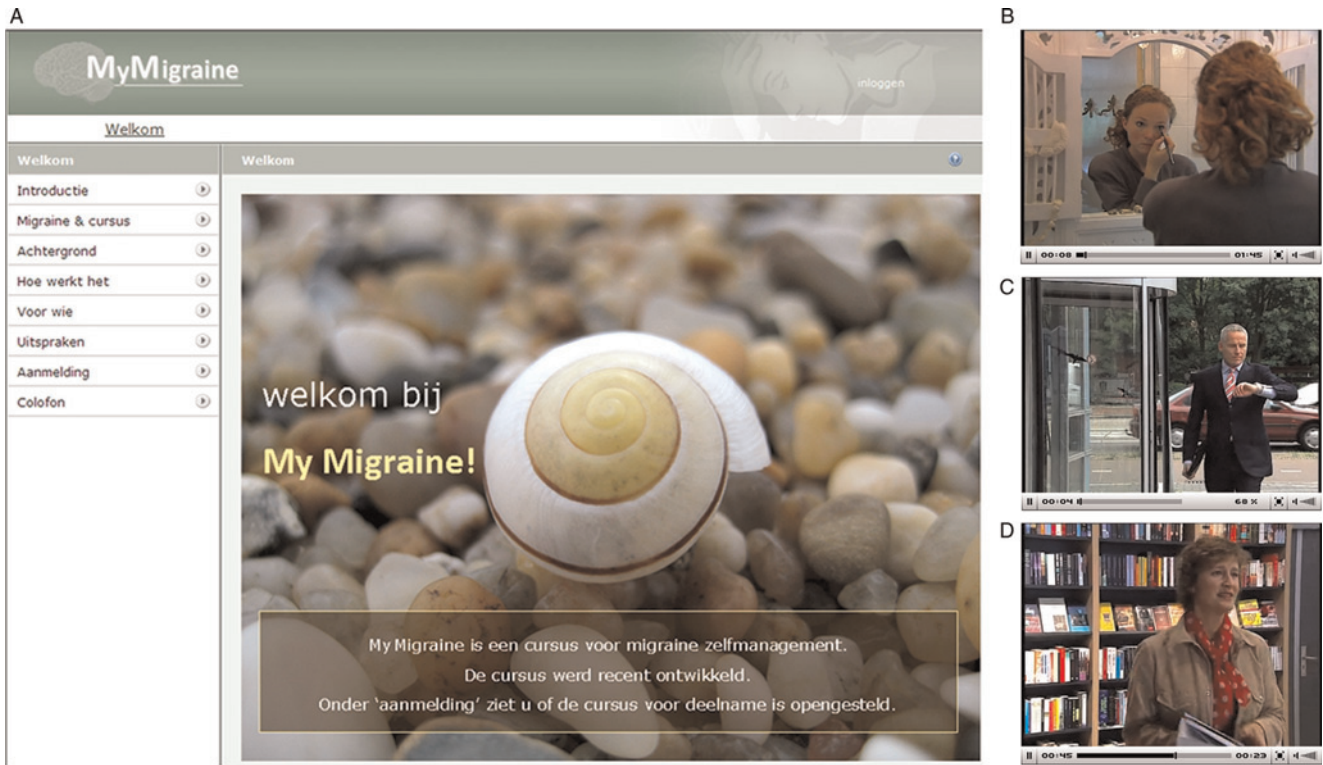 A
MyMigraine
inloggen
Welkom
Welkom
Introductie
Migraine & cursus
Achtergrond
Hoe werkt het
Voor wie
Uitspraken
Aanmelding
Colofon
Welkom
welkom bij
My Migraine!
My Migraine is een cursus voor migraine zelfmanagement.
De cursus werd recent ontwikkeld.
Onder ‘aanmelding’ ziet u of de cursus voor deelname is opengesteld.
B
00:08 01:45
C
00:04 68 %
D
00:45 00:23